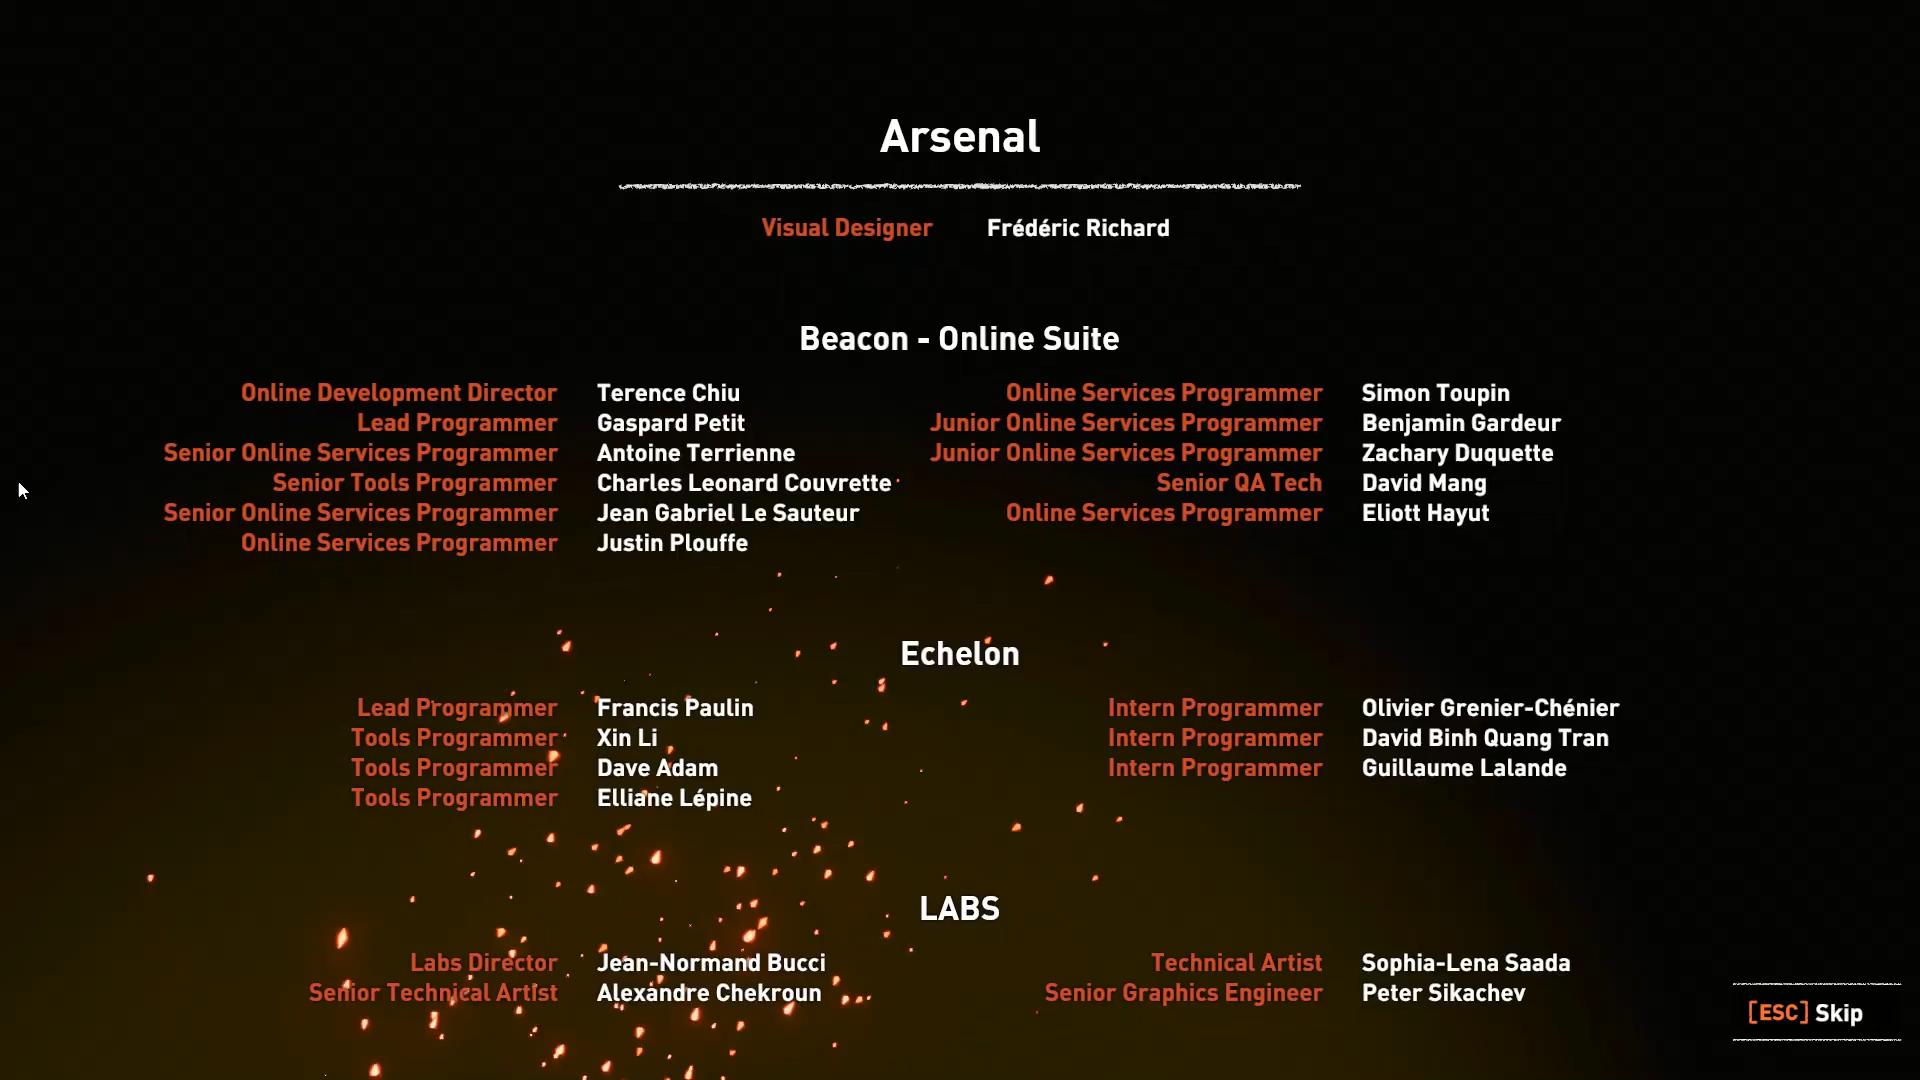 Arsenal
Visual Designer Frédéric Richard
Beacon - Online Suite
Online Development Director Terence Chiu
Lead Programmer Gaspard Petit
Senior Online Services Programmer Antoine Terrienne
Senior Tools Programmer Charles Leonard Couvrette
Senior Online Services Programmer Jean Gabriel Le Sauteur
Online Services Programmer Justin Plouffe
Online Services Programmer Simon Toupin
Junior Online Services Programmer Benjamin Gardeur
Junior Online Services Programmer Zachary Duquette
Senior QA Tech David Mang
Online Services Programmer Eliott Hayut
Echelon
Lead Programmer Francis Paulin
Tools Programmer Xin Li
Tools Programmer Dave Adam
Tools Programmer Elliane Lépine
Intern Programmer Olivier Grenier-Chénier
Intern Programmer David Binh Quang Tran
Intern Programmer Guillaume Lalande
LABS
Labs Director Jean-Normand Bucci
Senior Technical Artist Alexandre Chekroun
Technical Artist Sophia-Lena Saada
Senior Graphics Engineer Peter Sikachev
[ESC] Skip